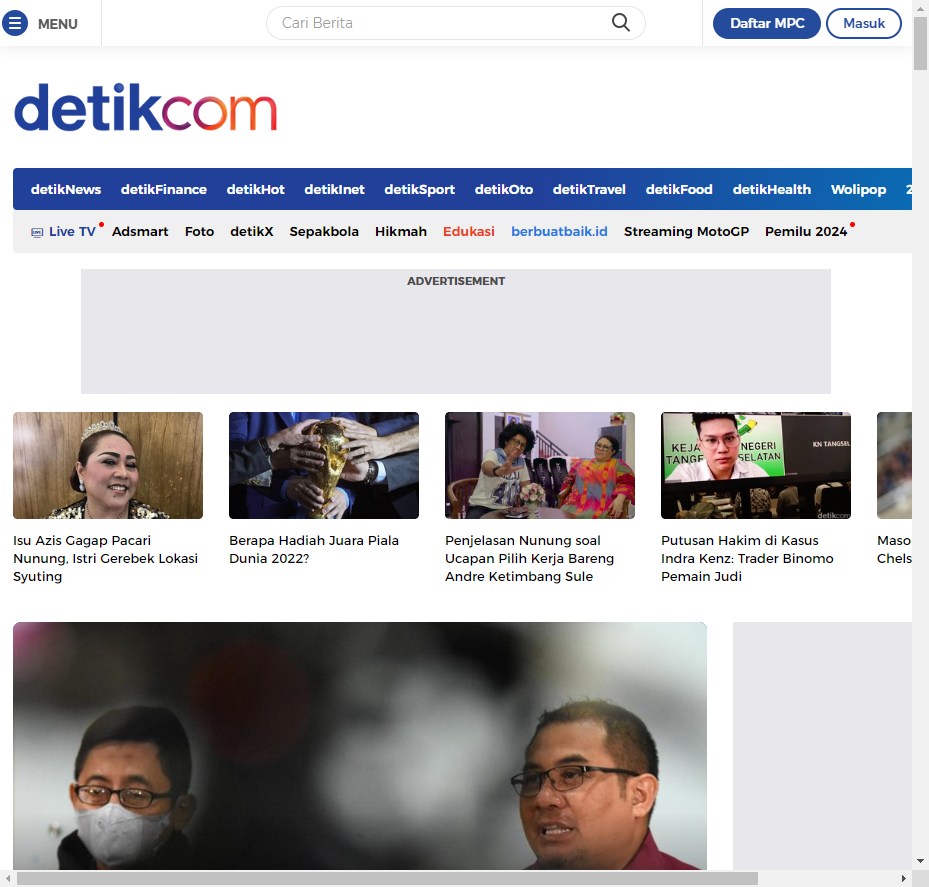 MENU
Cari Berita
Daftar MPC
Masuk
detikcom
detikNews detikFinance detikHot detikInet detikSport detikOto detikTravel detikFood detikHealth Wolipop 2
Live TV Adsmart Foto detikX Sepakbola Hikmah Edukasi berbuatbaik.id Streaming MotoGP Pemilu 2024
ADVERTISEMENT
KEJA NEGERI
TANGE SELATAN
KN TANGSEL
detikcom
Isu Azis Gagap Pacari
Nunung, Istri Gerebek Lokasi
Syuting
Berapa Hadiah Juara Piala
Dunia 2022?
Penjelasan Nunung soal
Ucapan Pilih Kerja Bareng
Andre Ketimbang Sule
Putusan Hakim di Kasus
Indra Kenz: Trader Binomo
Pemain Judi
Maso
Chels